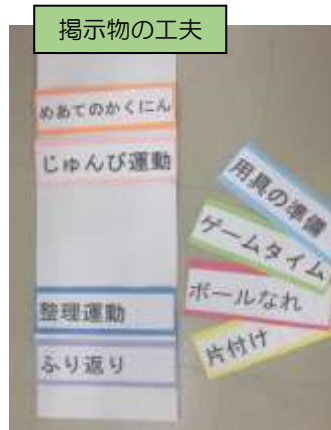 掲示物の工夫
めあてのかくにん
じゅんび運動
整理運動
ふり返り
用具の準備
ゲームタイム
ボールなれ
片付け